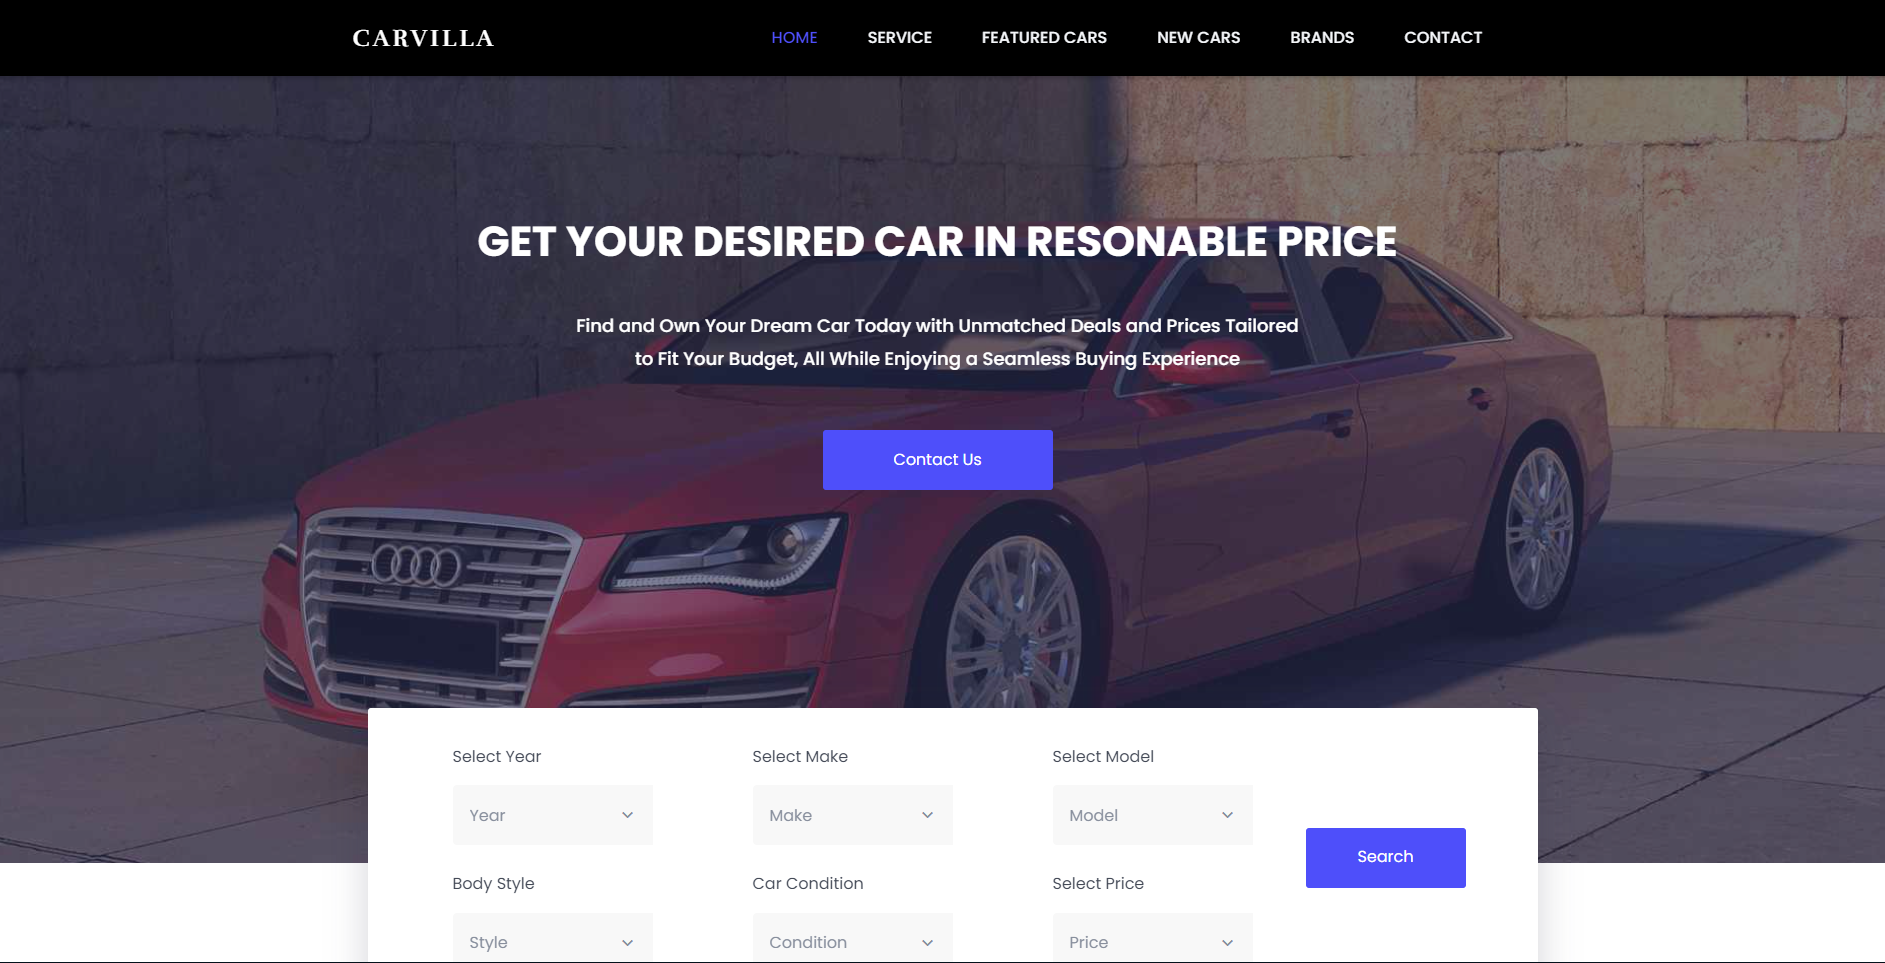 CARVILLA
HOME SERVICE FEATURED CARS NEW CARS BRANDS CONTACT
GET YOUR DESIRED CAR IN RESONABLE PRICE
Find and Own Your Dream Car Today with Unmatched Deals and Prices Tailored
to Fit Your Budget, All While Enjoying a Seamless Buying Experience
Contact Us
Select Year
Select Make
Select Model
Year
Make
Model
Search
Body Style
Car Condition
Select Price
Style
Condition
Price